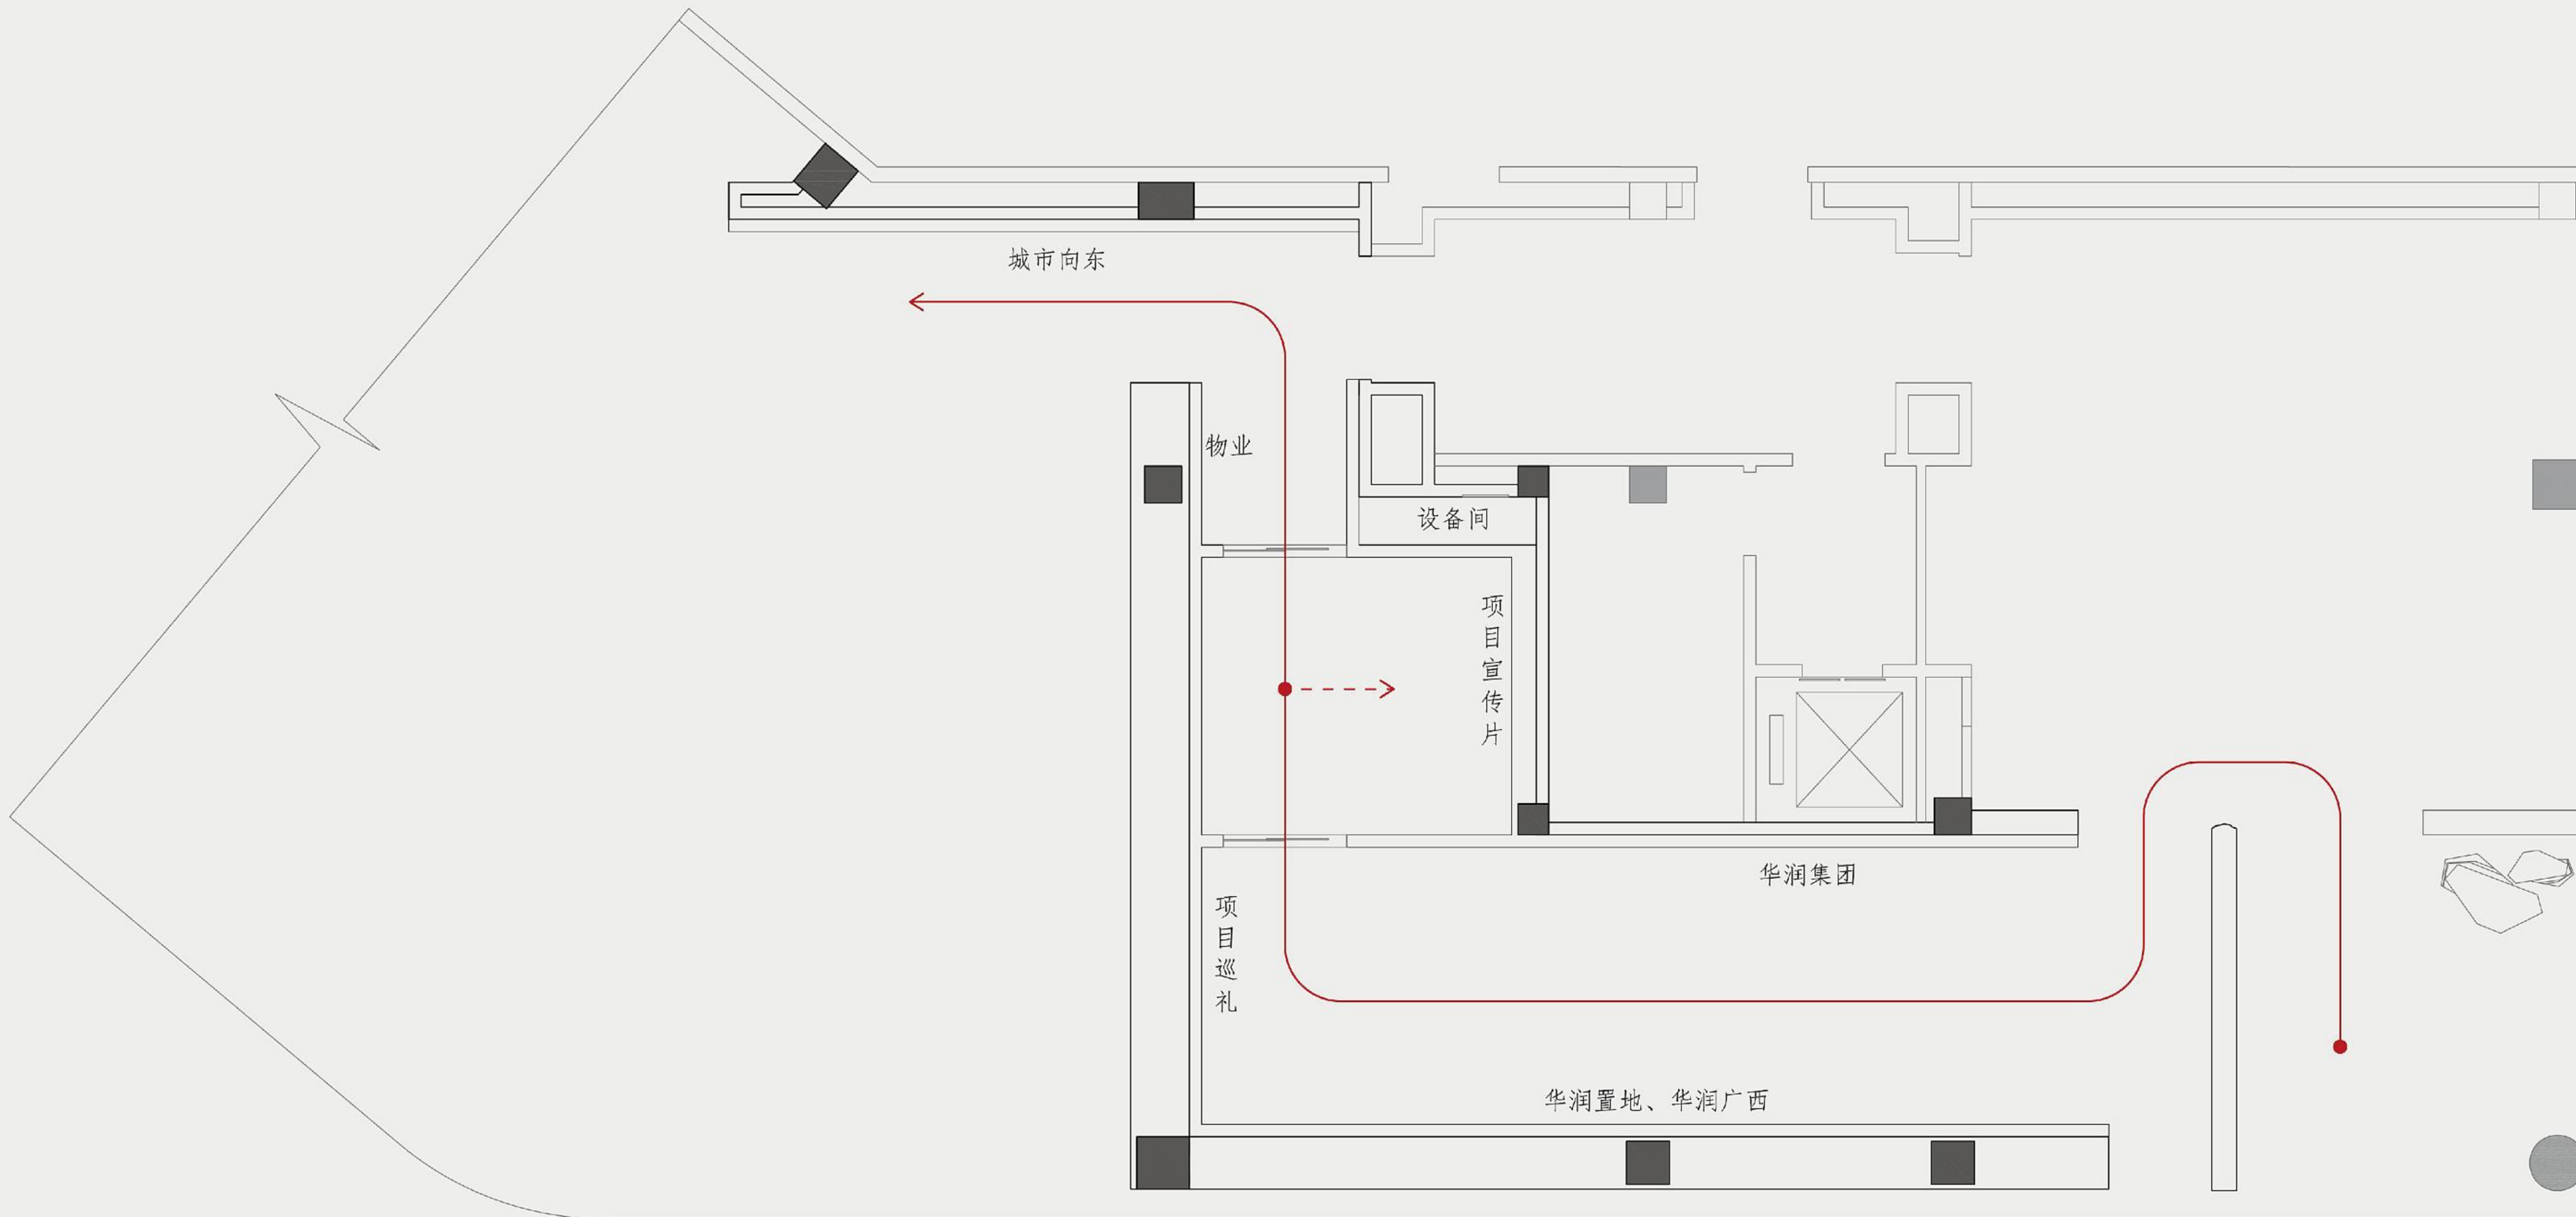 城市向东
物业
设备间
项目宣传片
华润集团
项目巡礼
华润置地、华润广西